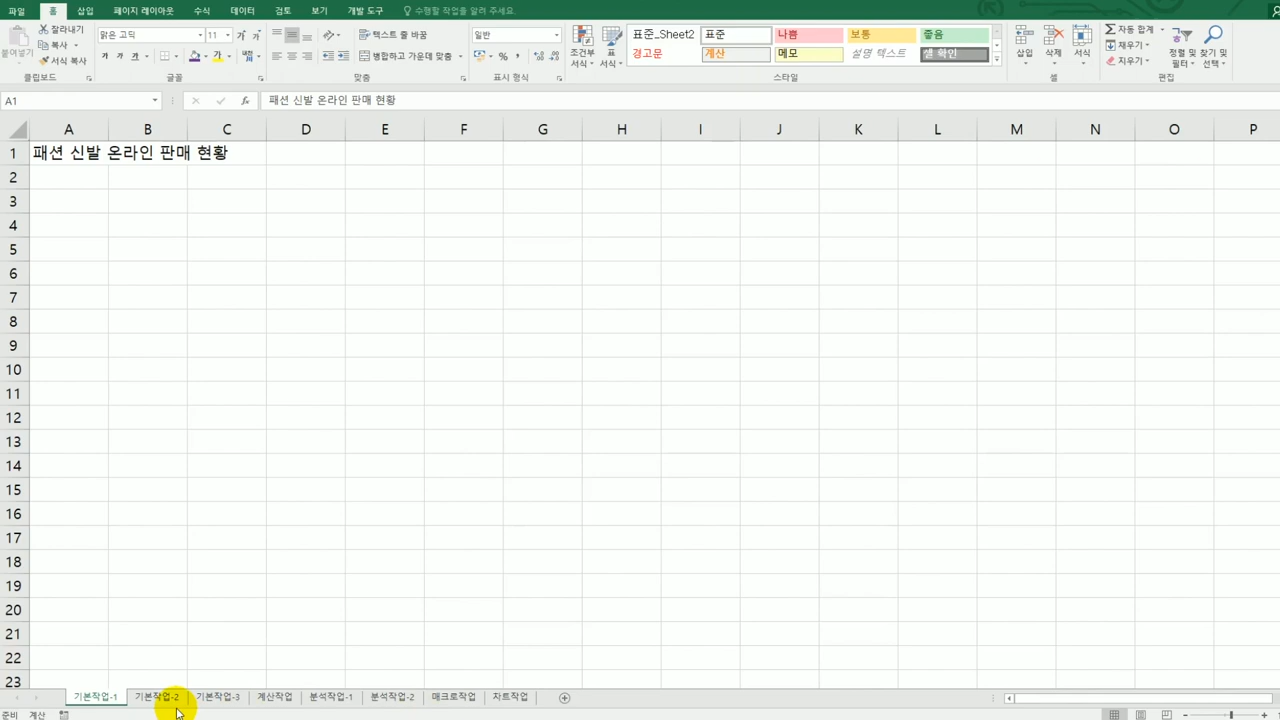 파일 홈 삽입 페이지 레이아웃 수식 데이터 검토 보기 개발 도구 수행할 작업을 알려 주세요.
붙여넣기 잘라내기 복사 서식 복사 클립보드
맑은 고딕 11 가 가 가 가 가 글꼴
텍스트 줄 바꿈 병합하고 가운데 맞춤 맞춤
일반 % 표시 형식
조건부 서식 표 서식 표준_Sheet2 표준 나쁨 보통 좋음
경고문 계산 메모 설명 텍스트 셀 확인 스타일
삽입 삭제 서식 셀
자동 합계 채우기 지우기 정렬 및 필터 찾기 및 선택 편집
A1 fx 패션 신발 온라인 판매 현황
A B C D E F G H I J K L M N O P
1 패션 신발 온라인 판매 현황
2
3
4
5
6
7
8
9
10
11
12
13
14
15
16
17
18
19
20
21
22
23
기본작업-1 기본작업-2 기본작업-3 계산작업 분석작업-1 분석작업-2 매크로작업 차트작업
준비 계산